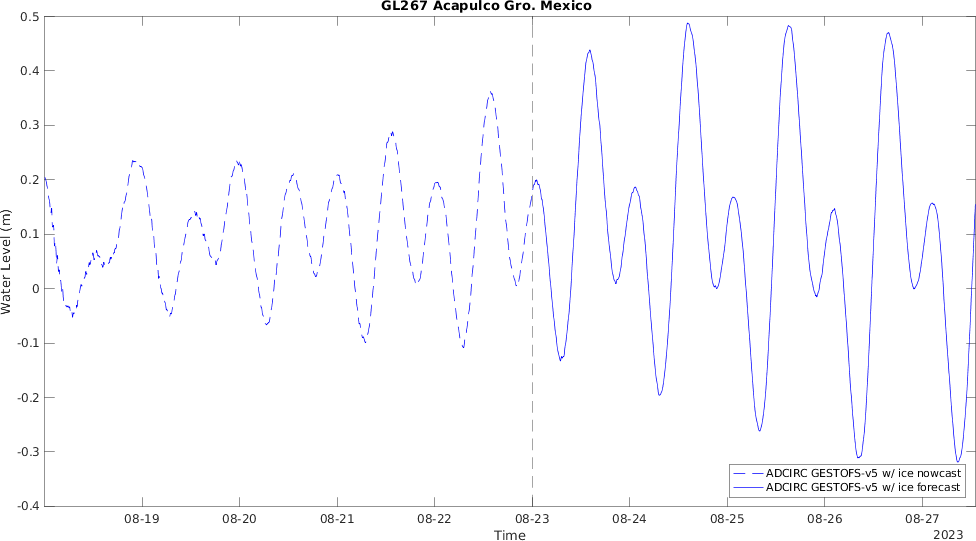 GL267 Acapulco Gro. Mexico
0.5
0.4
0.3
0.2
0.1
0
-0.1
-0.2
-0.3
-0.4
Water Level (m)
ADCIRC GESTOFS-v5 w/ ice nowcast
ADCIRC GESTOFS-v5 w/ ice forecast
08-19 08-20 08-21 08-22 08-23 08-24 08-25 08-26 08-27
Time
2023